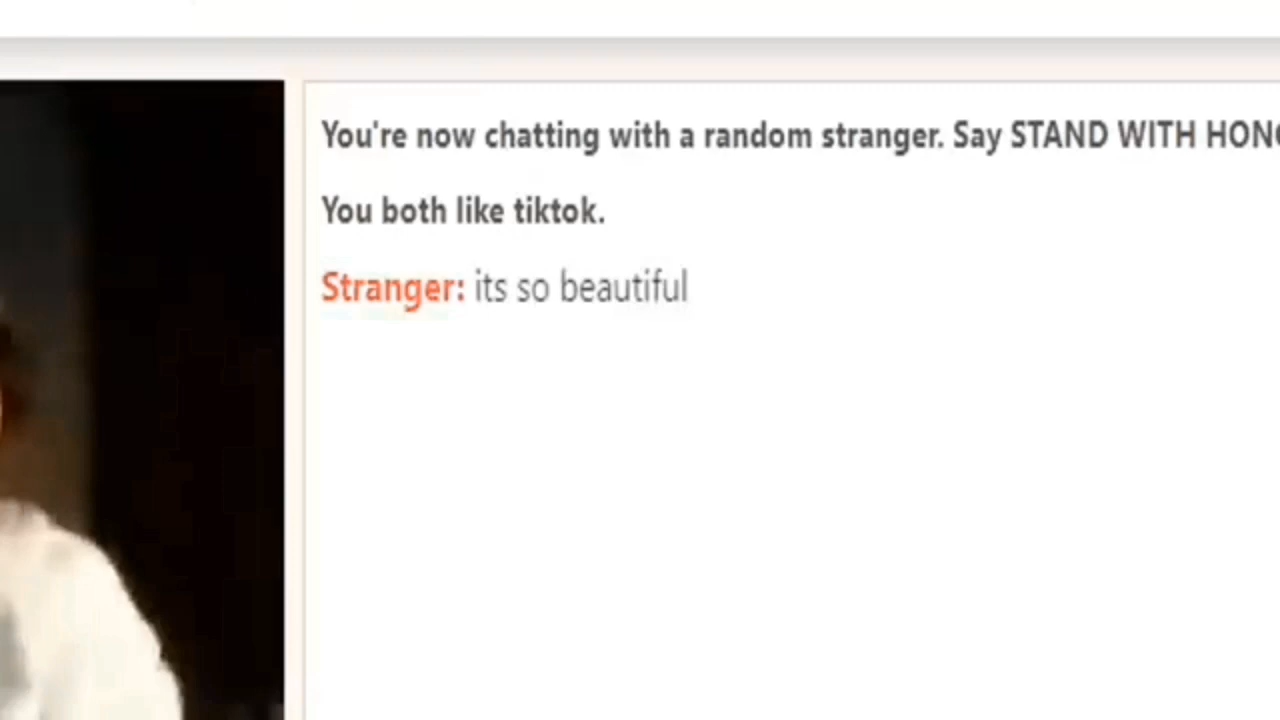 You're now chatting with a random stranger. Say STAND WITH
You both like tiktok.
Stranger: its so beautiful